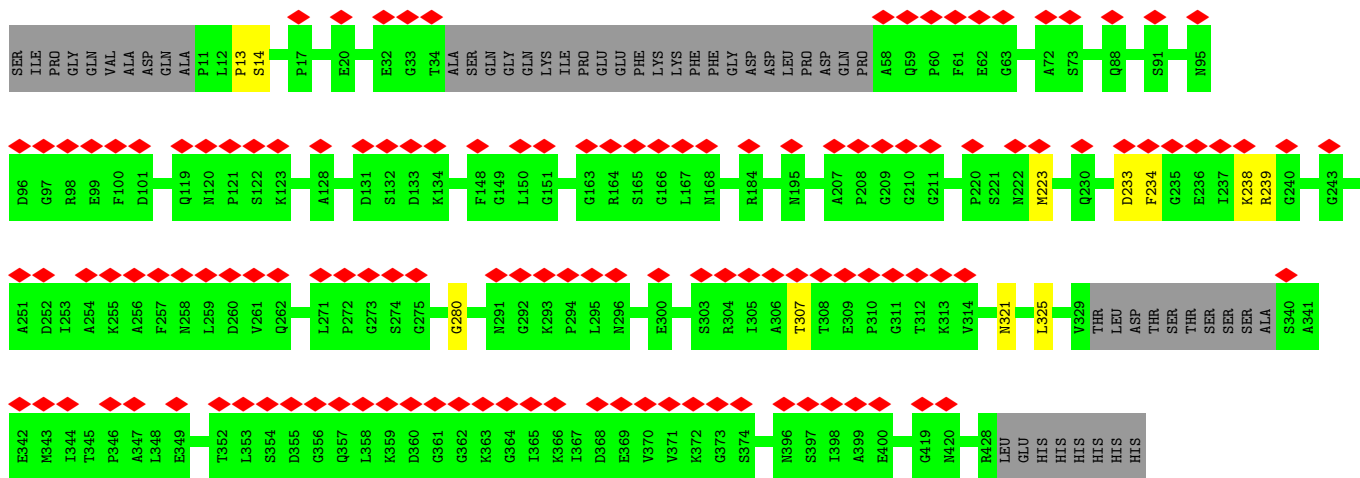 SER ILE PRO GLY GLN VAL ALA ASP GLN ALA P11 L12 P13 S14 P17 E20 E32 G33 T34 ALA SER GLN GLY GLN LYS ILE PRO GLU GLU PHE LYS LYS PHE PHE GLY ASP ASP LEU PRO ASP GLN PRO A58 Q59 P60 F61 E62 G63 A72 S73 Q88 S91 N95
D96 G97 R98 E99 F100 D101 Q119 N120 P121 S122 K123 A128 D131 S132 D133 K134 F148 G149 L150 G151 G163 R164 S165 G166 L167 N168 R184 N195 A207 P208 G209 G210 G211 P220 S221 N222 M223 Q230 D233 F234 G235 E236 I237 K238 R239 G240 G243
A251 D252 I253 A254 K255 A256 F257 N258 L259 D260 V261 Q262 L271 P272 G273 S274 G275 G280 N291 G292 K293 P294 L295 N296 E300 S303 R304 I305 A306 T307 T308 E309 P310 G311 T312 K313 V314 N321 L325 V329 THR LEU ASP THR SER THR SER SER SER ALA S340 A341
E342 M343 I344 T345 P346 A347 L348 E349 T352 L353 S354 D355 G356 Q357 L358 K359 D360 G361 G362 K363 G364 I365 K366 I367 D368 E369 V370 V371 K372 G373 S374 N396 S397 I398 A399 E400 G419 N420 R428 LEU GLU HIS HIS HIS HIS HIS HIS